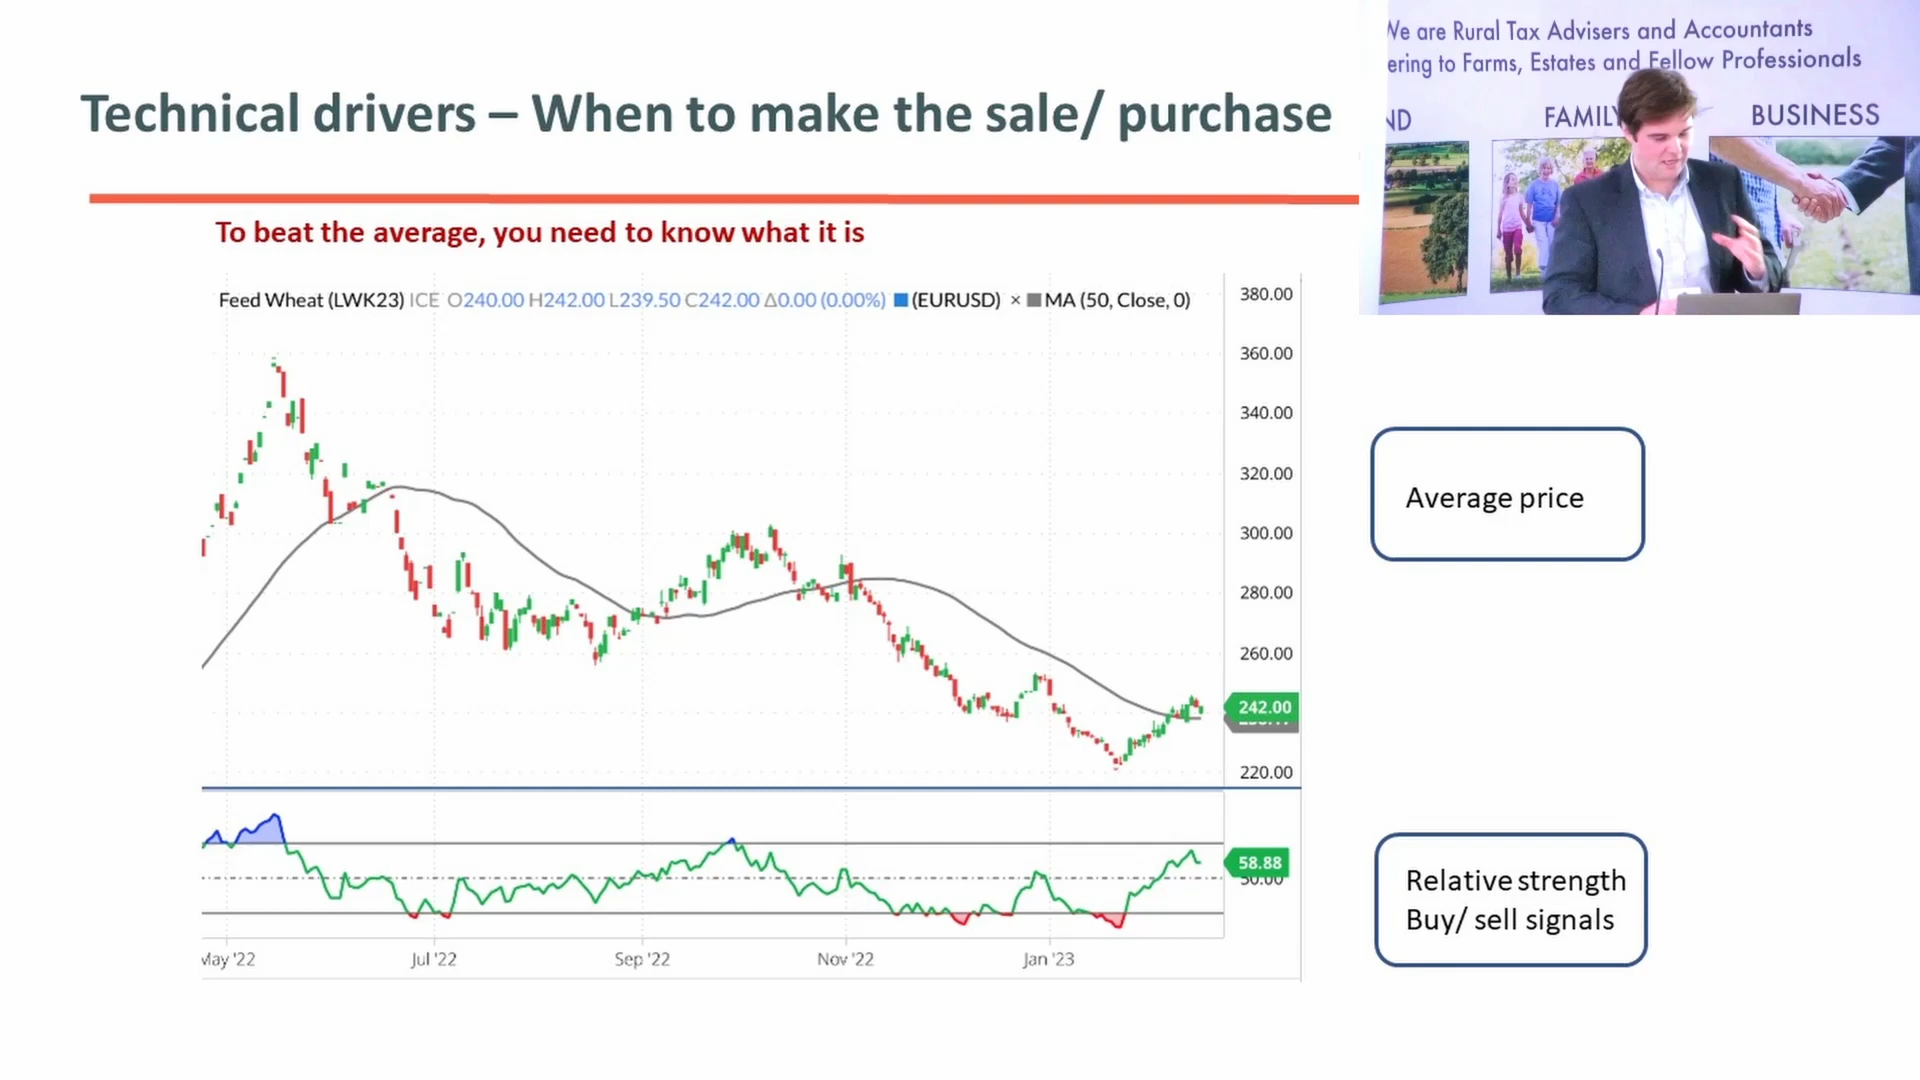 Technical drivers – When to make the sale/ purchase
To beat the average, you need to know what it is
Feed Wheat (LWK23) ICE O240.00 H242.00 L239.50 C242.00 Δ0.00 (0.00%) (EURUSD) × MA (50, Close, 0)
380.00
360.00
340.00
320.00
300.00
280.00
260.00
242.00
220.00
58.88
50.00
May '22
Jul '22
Sep '22
Nov '22
Jan '23
Average price
Relative strength
Buy/ sell signals
We are Rural Tax Advisers and Accountants
ering to Farms, Estates and Fellow Professionals
ND
FAMILY
BUSINESS